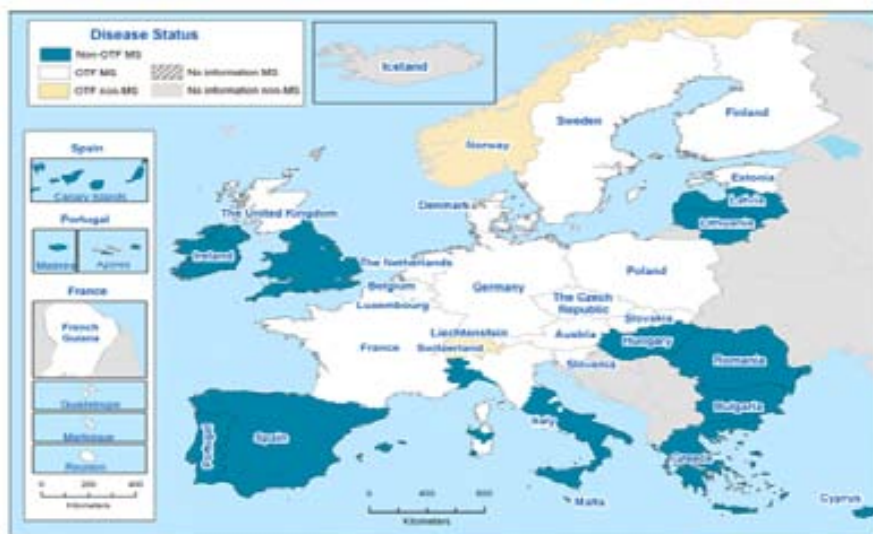 Disease Status
Non-OTF MS
OTF MS
No information MS
OTF non-MS
No information non-MS
Iceland
Spain
Canary Islands
Portugal
Madeira
Azores
France
French
Guiana
Guadeloupe
Martinique
Reunion
0 200 400
Kilometers
Norway
Sweden
Finland
Estonia
Latvia
Lithuania
Denmark
The United Kingdom
Ireland
The Netherlands
Belgium
Luxembourg
Germany
Poland
The Czech
Republic
Slovakia
Liechtenstein
Austria
Switzerland
Hungary
France
Slovenia
Romania
Bulgaria
Portugal
Spain
Italy
Greece
Malta
Cyprus
0 400 800
Kilometers